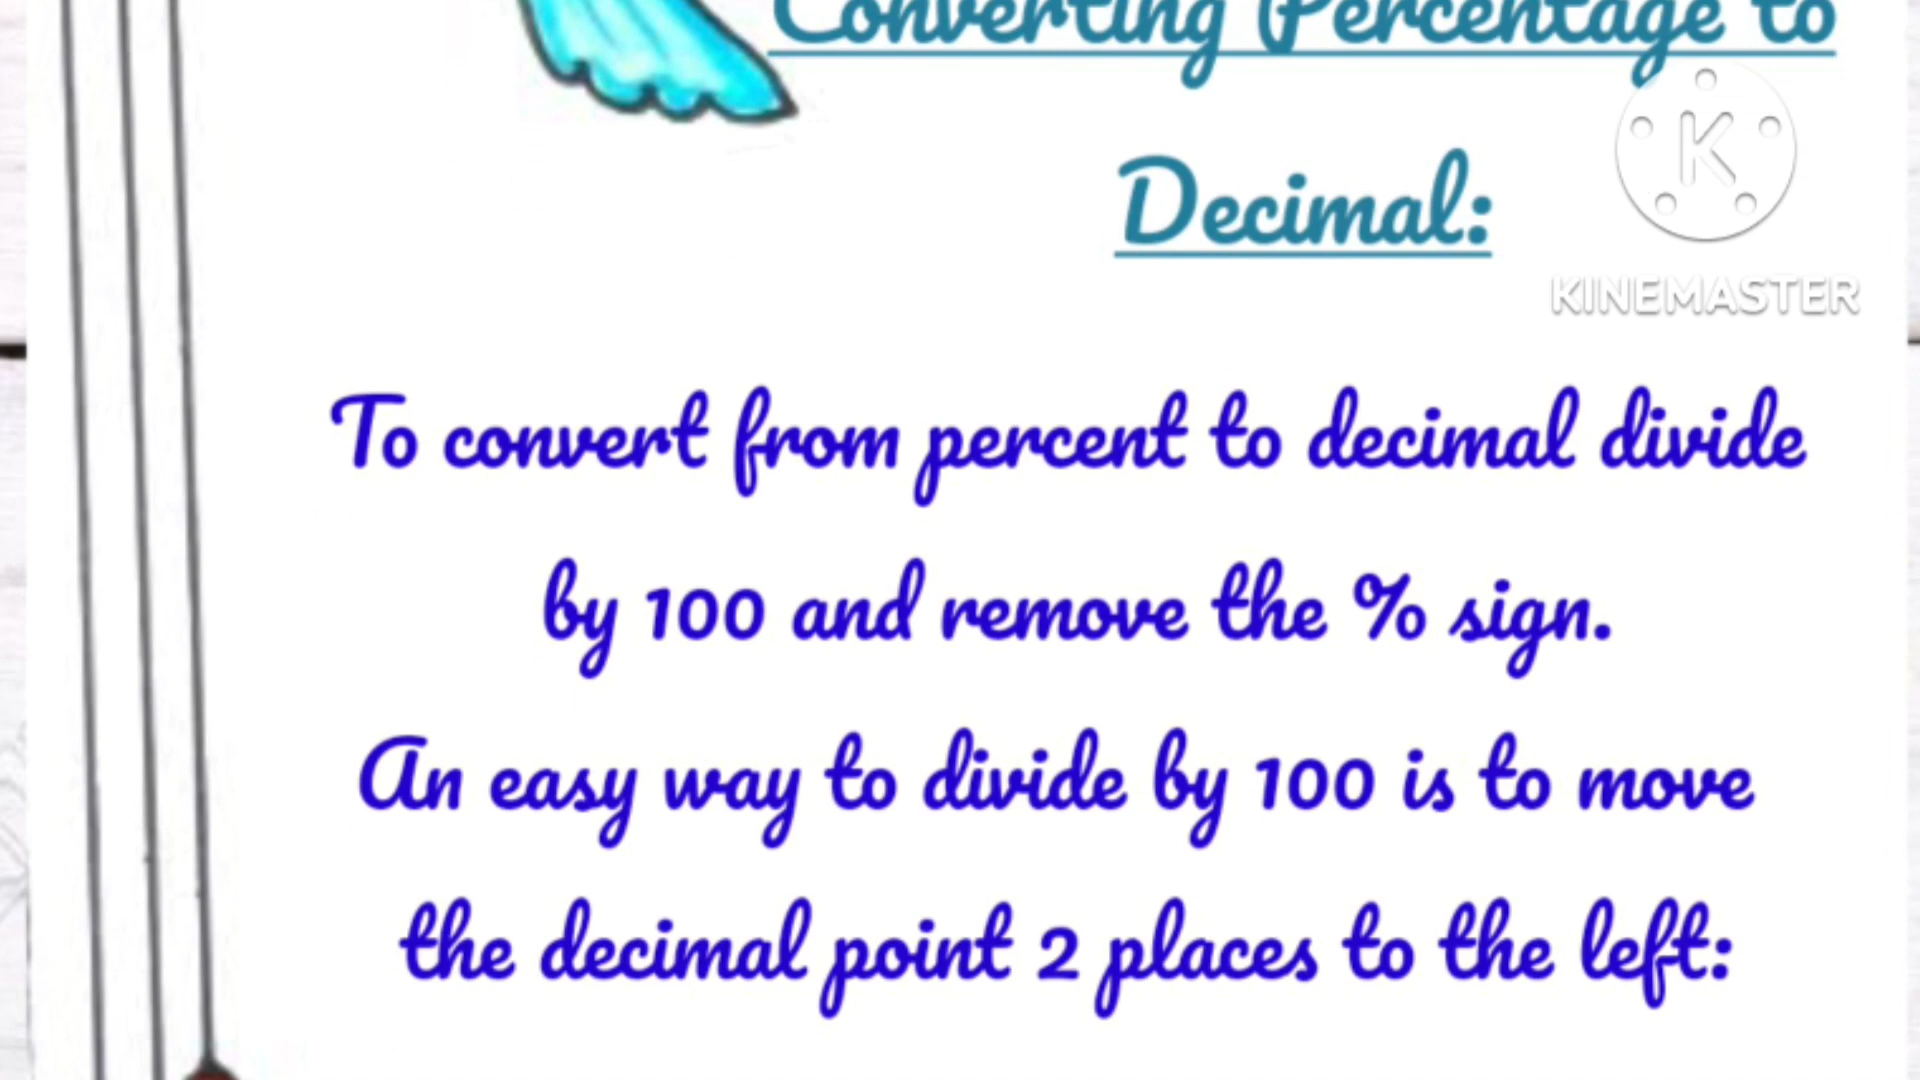 Converting Percentage to
Decimal:
K
KINEMASTER
To convert from percent to decimal divide
by 100 and remove the % sign.
An easy way to divide by 100 is to move
the decimal point 2 places to the left: